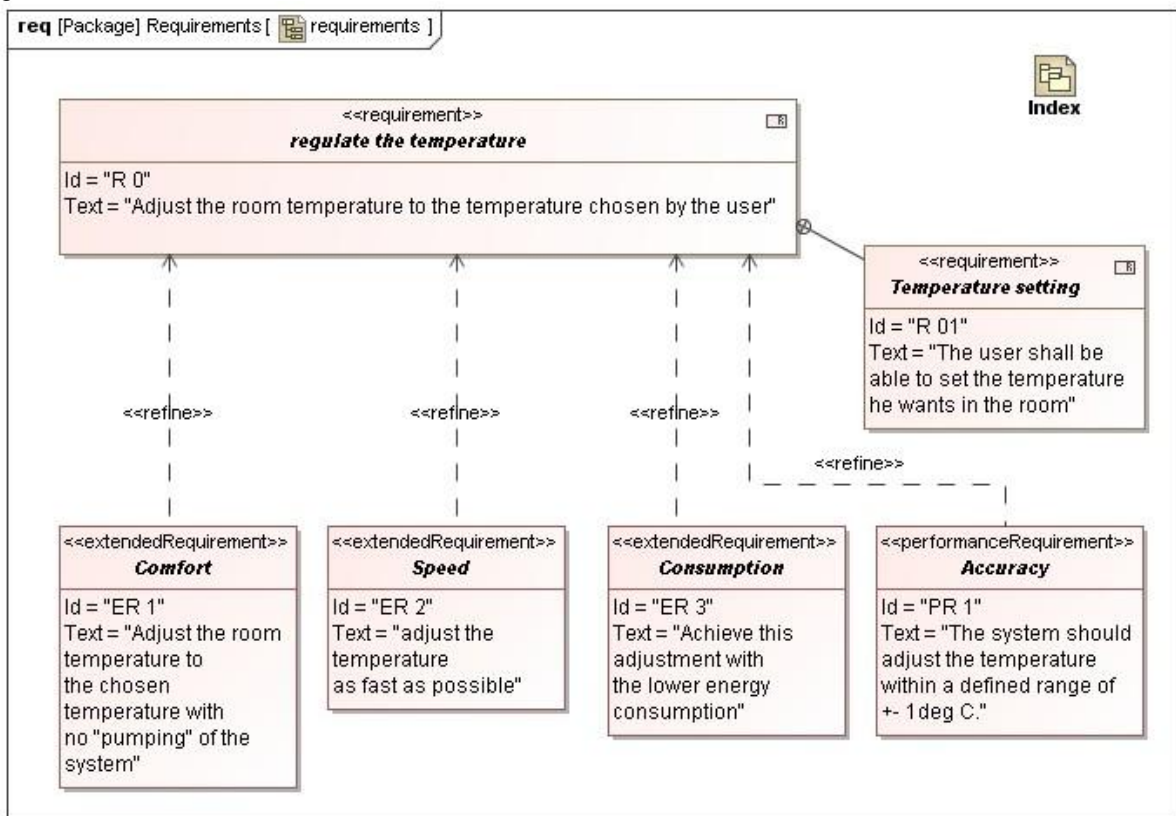 req [Package] Requirements [ requirements ]
Index
<<requirement>>
regulate the temperature
Id = "R 0"
Text = "Adjust the room temperature to the temperature chosen by the user"
<<requirement>>
Temperature setting
Id = "R 01"
Text = "The user shall be
able to set the temperature
he wants in the room"
<<refine>>
<<refine>>
<<refine>>
<<refine>>
<<extendedRequirement>>
Comfort
Id = "ER 1"
Text = "Adjust the room
temperature to
the chosen
temperature with
no "pumping" of the
system"
<<extendedRequirement>>
Speed
Id = "ER 2"
Text = "adjust the
temperature
as fast as possible"
<<extendedRequirement>>
Consumption
Id = "ER 3"
Text = "Achieve this
adjustment with
the lower energy
consumption"
<<performanceRequirement>>
Accuracy
Id = "PR 1"
Text = "The system should
adjust the temperature
within a defined range of
+- 1deg C."